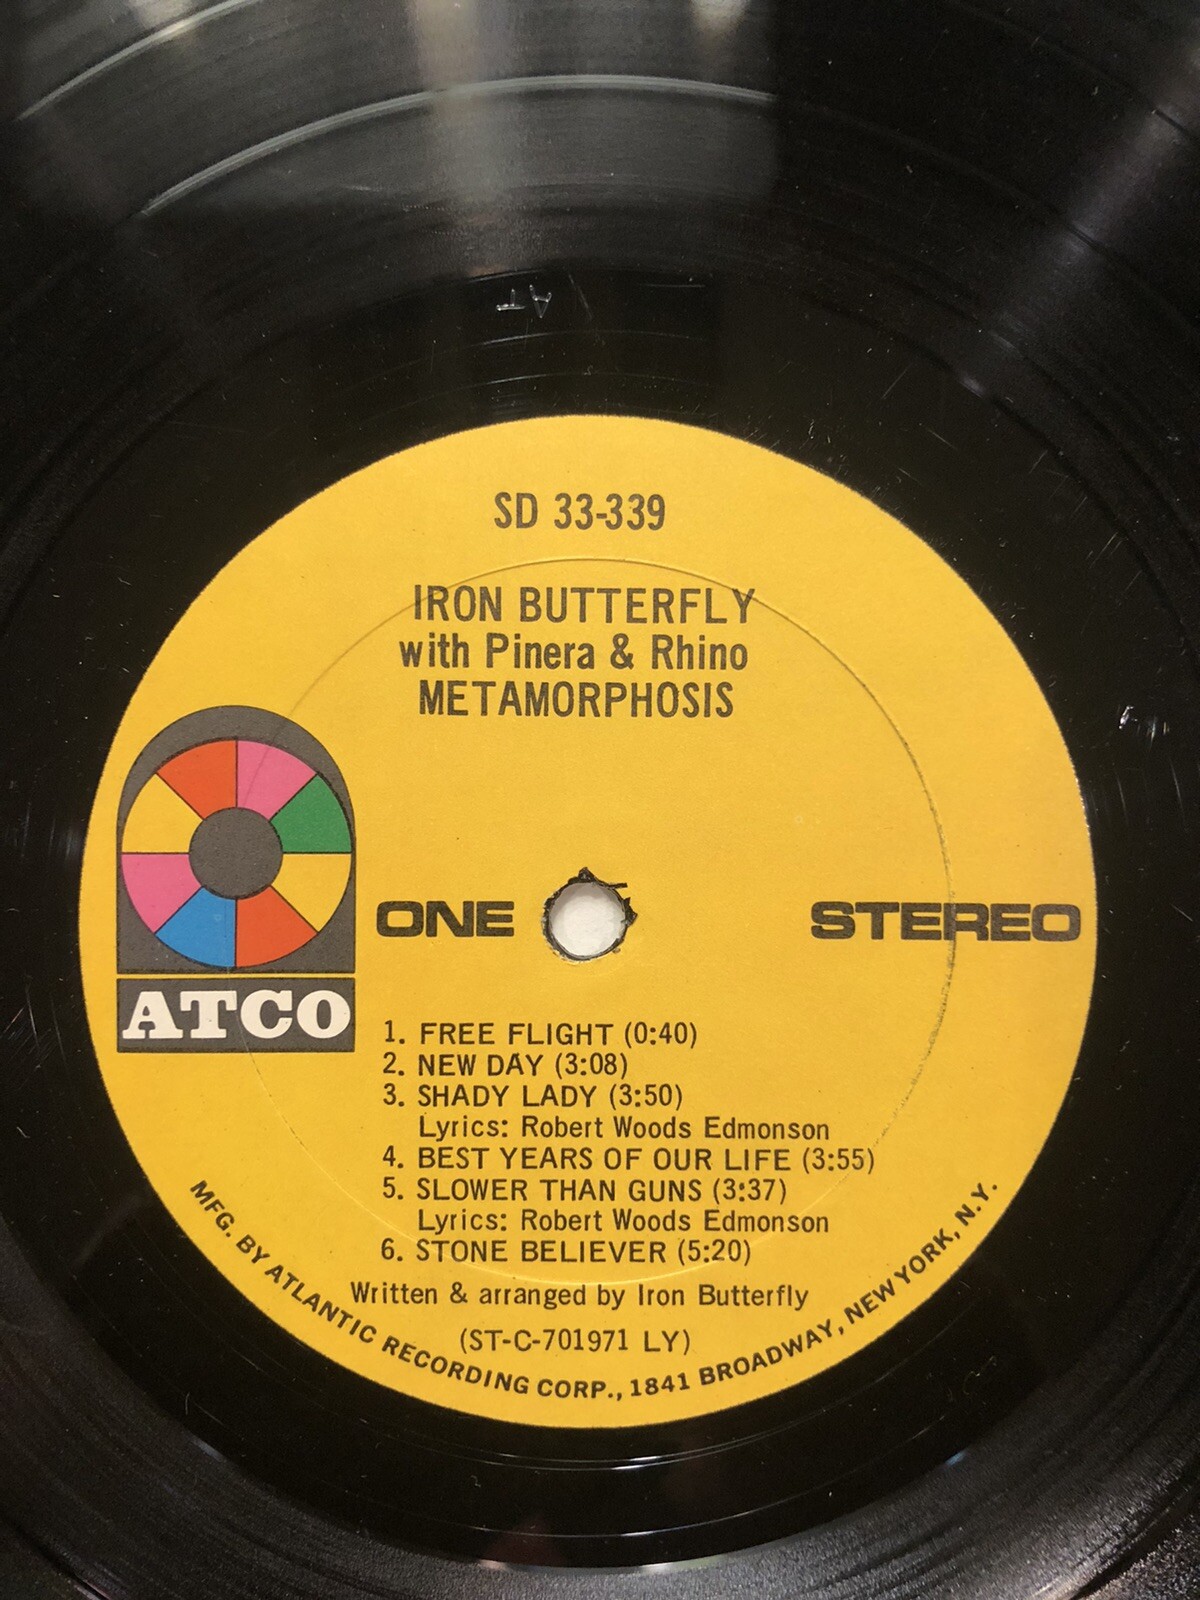 AT
SD 33-339
IRON BUTTERFLY
with Pinera & Rhino
METAMORPHOSIS
ATCO
ONE
STEREO
1. FREE FLIGHT (0:40)
2. NEW DAY (3:08)
3. SHADY LADY (3:50)
Lyrics: Robert Woods Edmonson
4. BEST YEARS OF OUR LIFE (3:55)
5. SLOWER THAN GUNS (3:37)
Lyrics: Robert Woods Edmonson
6. STONE BELIEVER (5:20)
Written & arranged by Iron Butterfly
(ST-C-701971 LY)
MFG. BY ATLANTIC RECORDING CORP., 1841 BROADWAY, NEW YORK, N.Y.